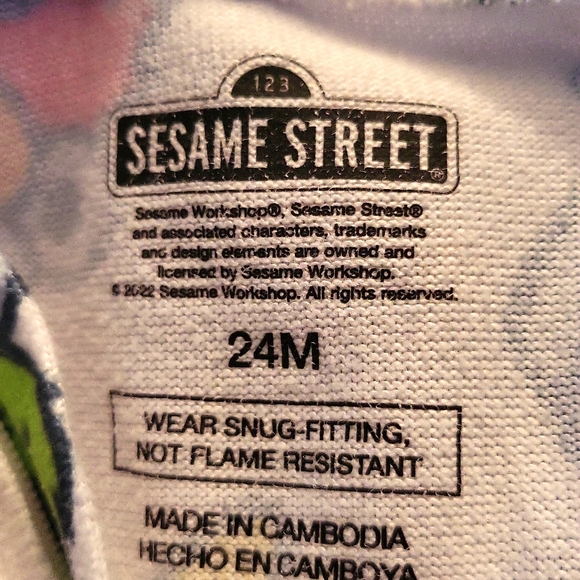 123
SESAME STREET®
Sesame Workshop®, Sesame Street®
and associated characters, trademarks
and design elements are owned and
licensed by Sesame Workshop.
© 2022 Sesame Workshop. All rights reserved.
24M
WEAR SNUG-FITTING,
NOT FLAME RESISTANT
MADE IN CAMBODIA
HECHO EN CAMBOYA